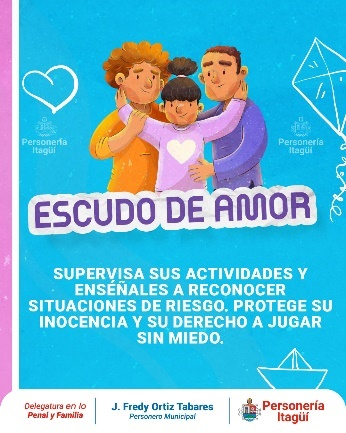 Personería
Itagüí
Personería
Itagüí
ESCUDO DE AMOR
SUPERVISA SUS ACTIVIDADES Y
ENSÉÑALES A RECONOCER
SITUACIONES DE RIESGO. PROTEGE SU
INOCENCIA Y SU DERECHO A JUGAR
SIN MIEDO.
Delegatura en lo
Penal y Familia
J. Fredy Ortiz Tabares
Personero Municipal
Personería
Itagüí